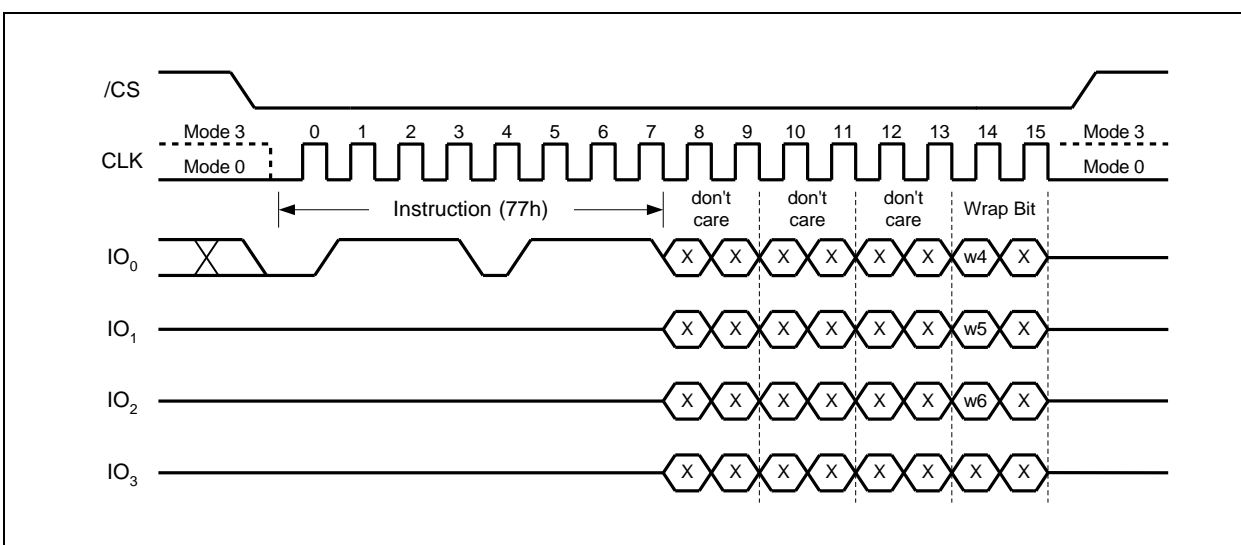 /CS
Mode 3 0 1 2 3 4 5 6 7 8 9 10 11 12 13 14 15 Mode 3
CLK
Mode 0 Mode 0
Instruction (77h) don't care don't care don't care Wrap Bit
IO0 X X X X X X w4 X
IO1 X X X X X X w5 X
IO2 X X X X X X w6 X
IO3 X X X X X X X X